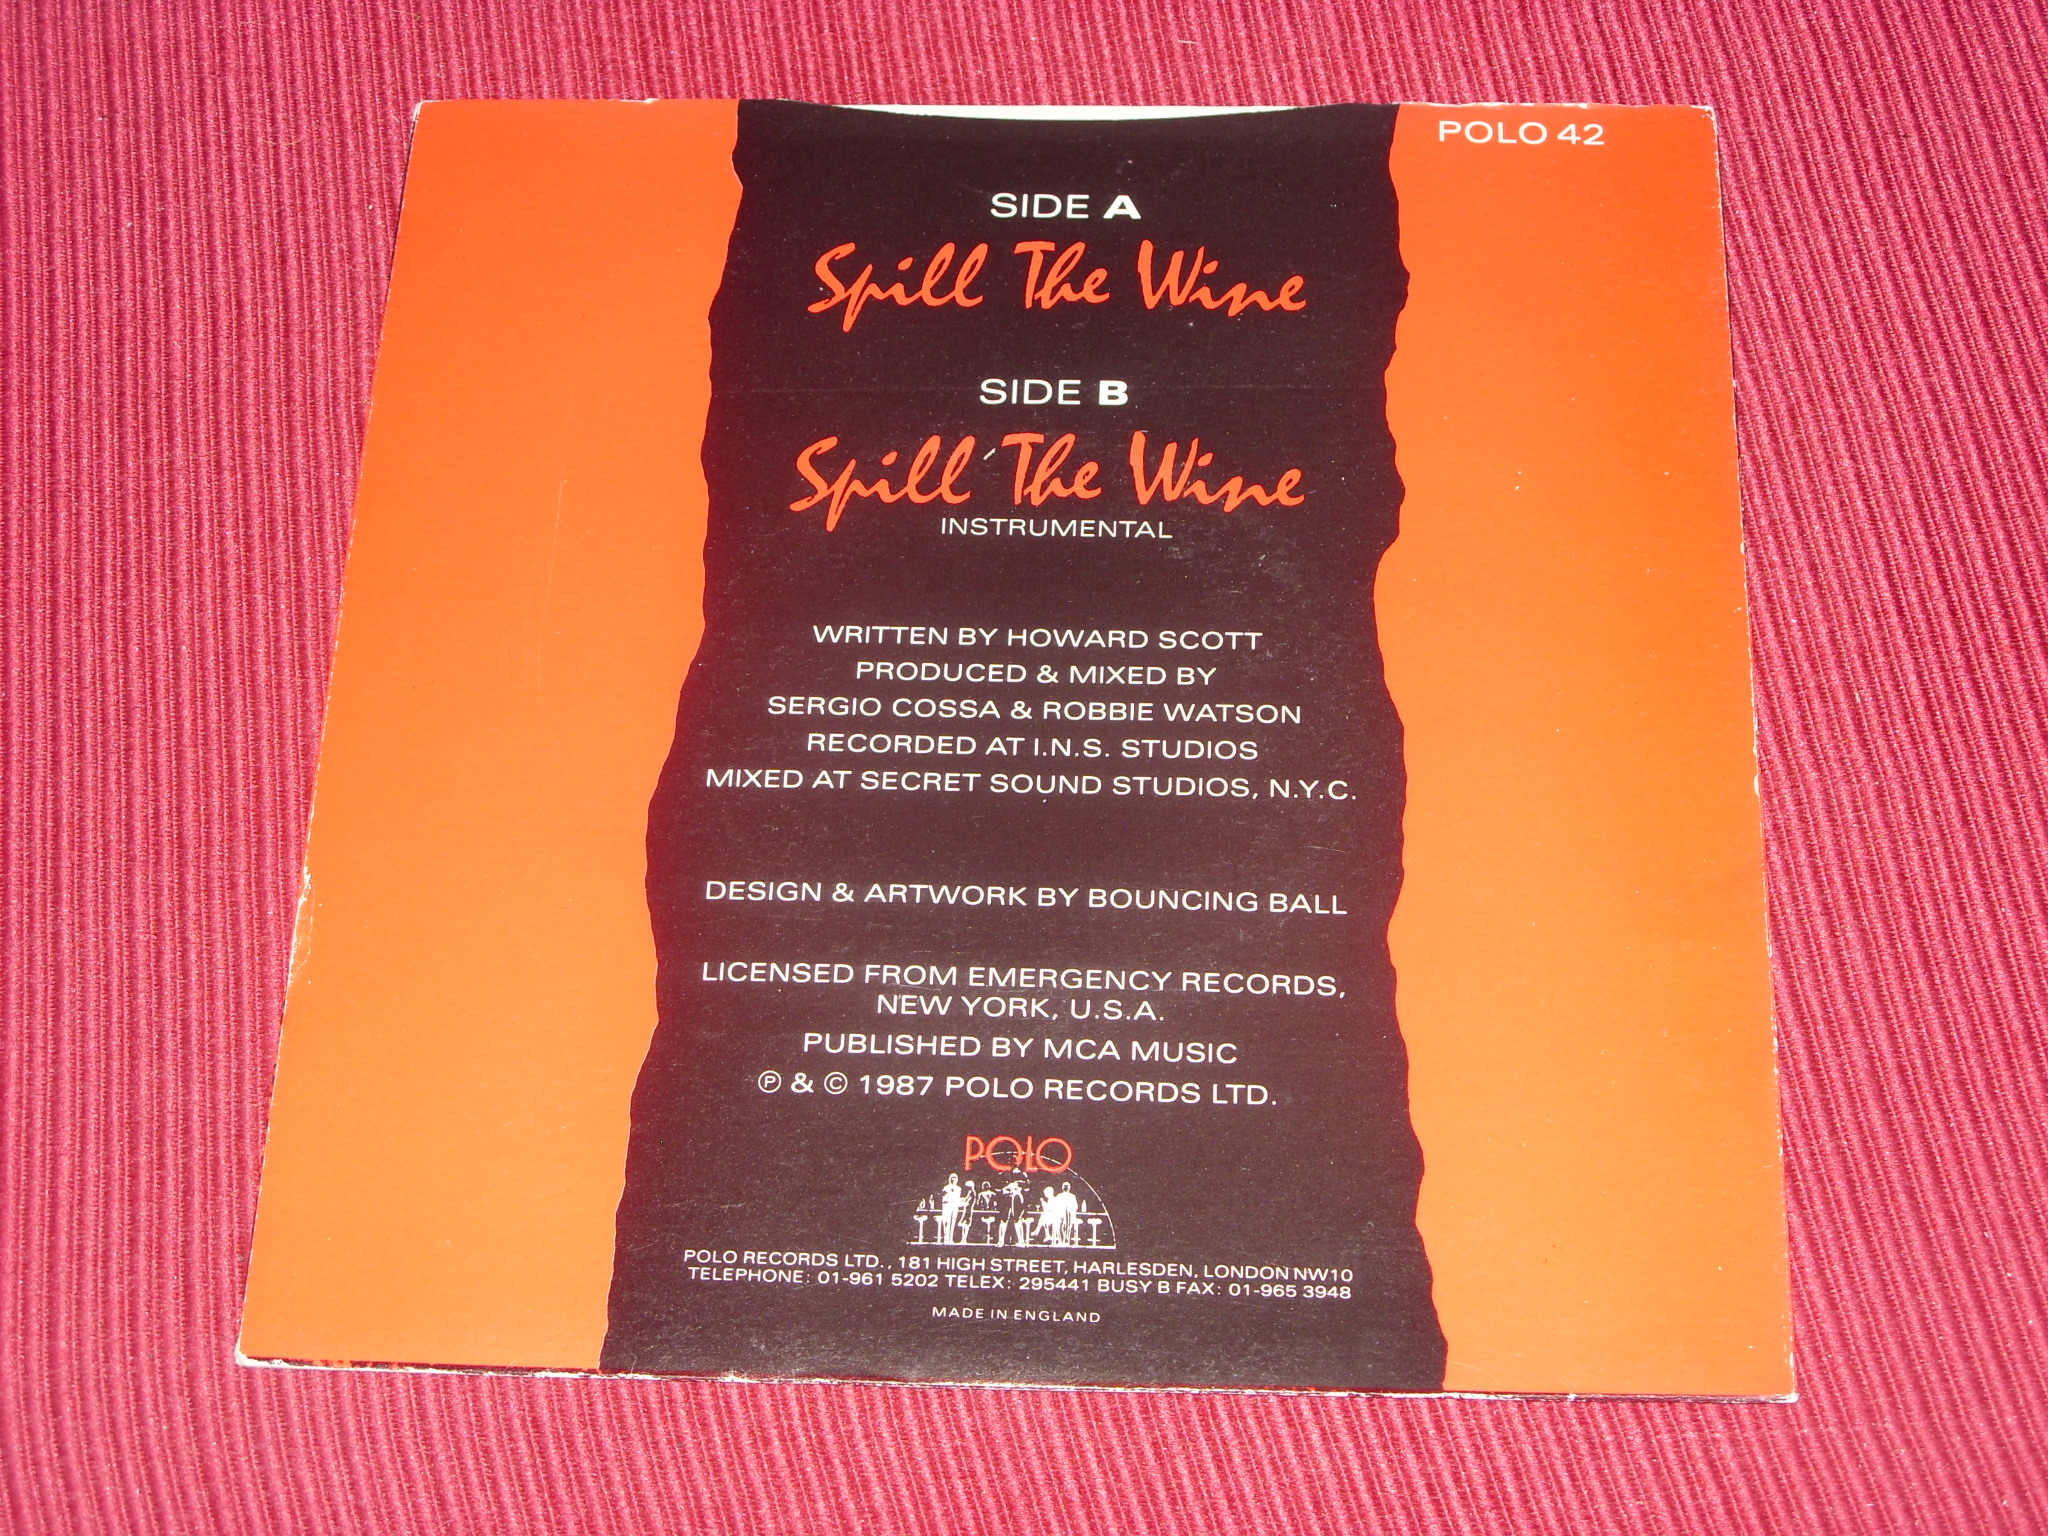 POLO 42
SIDE A
Spill The Wine
SIDE B
Spill The Wine
INSTRUMENTAL
WRITTEN BY HOWARD SCOTT
PRODUCED & MIXED BY
SERGIO COSSA & ROBBIE WATSON
RECORDED AT I.N.S. STUDIOS
MIXED AT SECRET SOUND STUDIOS, N.Y.C.
DESIGN & ARTWORK BY BOUNCING BALL
LICENSED FROM EMERGENCY RECORDS,
NEW YORK, U.S.A.
PUBLISHED BY MCA MUSIC
℗ & © 1987 POLO RECORDS LTD.
POLO
POLO RECORDS LTD., 181 HIGH STREET, HARLESDEN, LONDON NW10
TELEPHONE: 01-961 5202 TELEX: 295441 BUSY B FAX: 01-965 3948
MADE IN ENGLAND